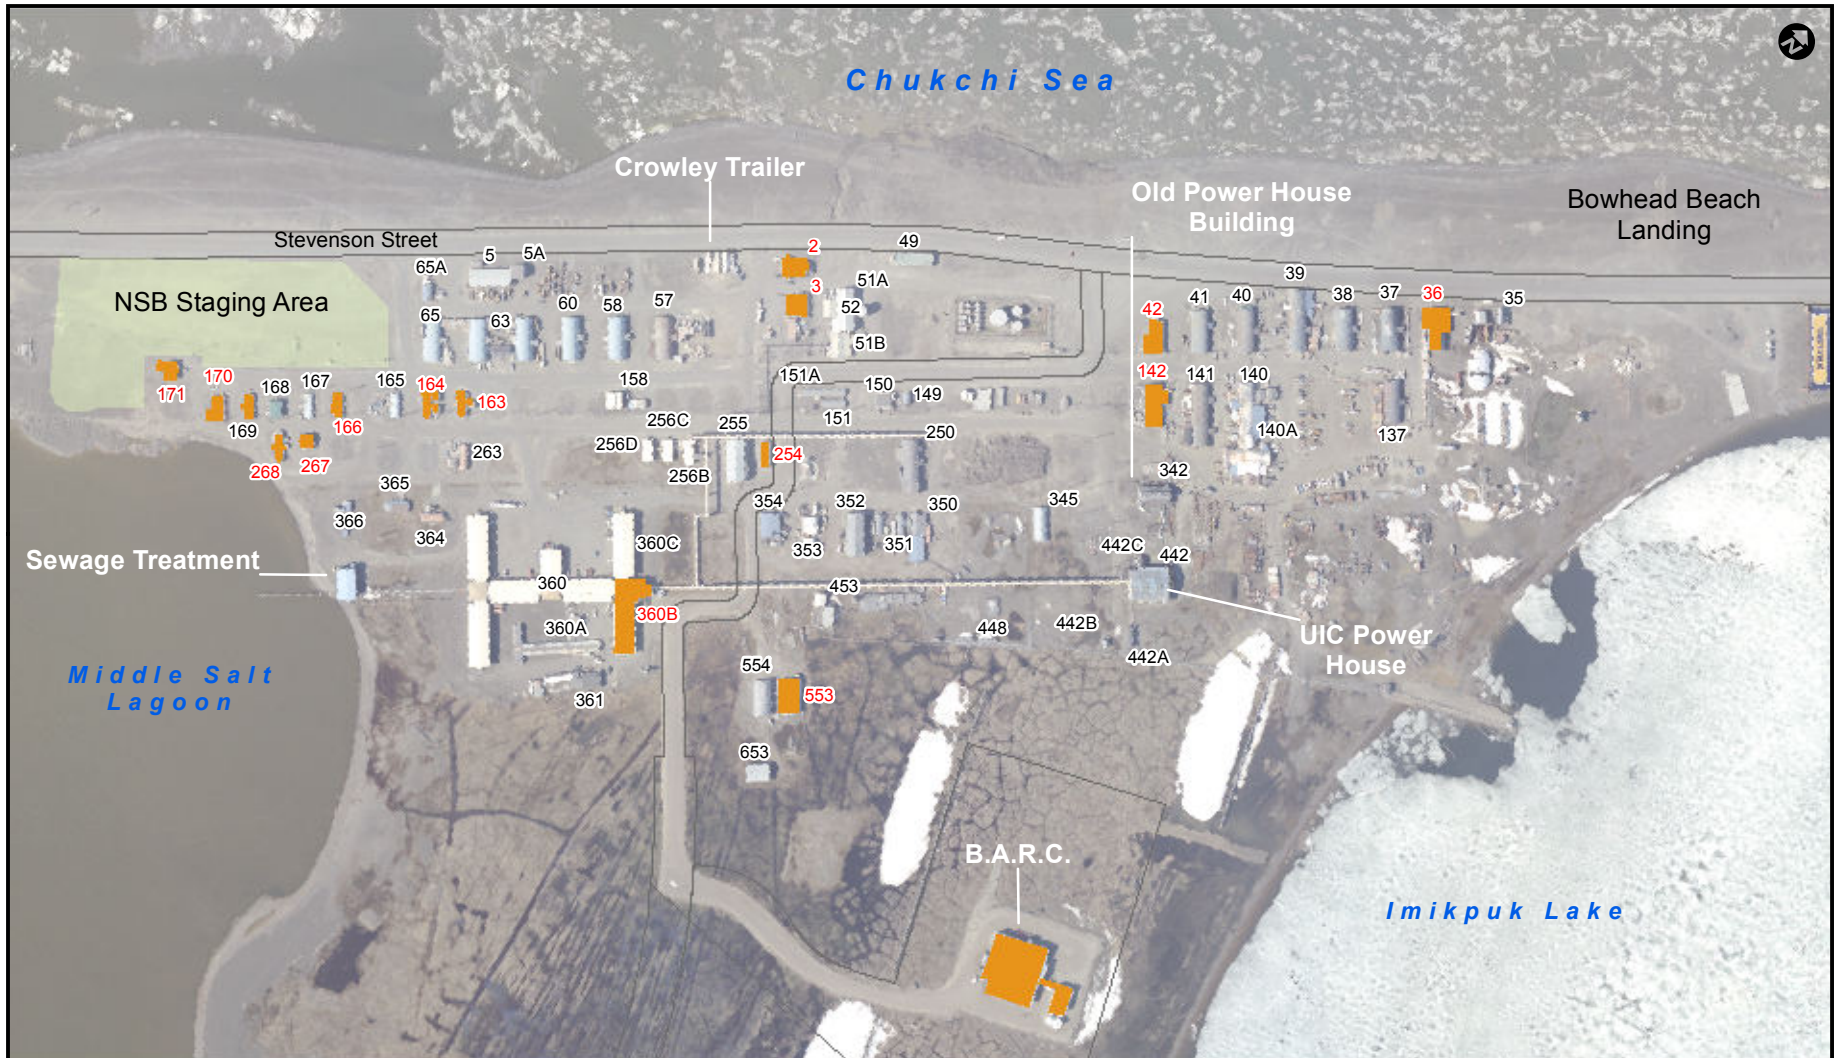 Chukchi Sea
Crowley Trailer
Old Power House
Building
Bowhead Beach
Landing
Stevenson Street
NSB Staging Area
65A
5
5A
2
49
39
3
51A
52
51B
65
63
60
58
57
42
41
40
38
37
36
35
171
170
168
167
165
164
163
158
151A
150
149
142
141
140
169
166
256C
255
151
250
140A
137
268
267
263
256D
256B
254
342
365
354
352
350
345
366
364
360C
353
351
442C
442
Sewage Treatment
360
453
360B
360A
448
442B
442A
UIC Power
House
Middle Salt
Lagoon
361
554
553
653
B.A.R.C.
Imikpuk Lake